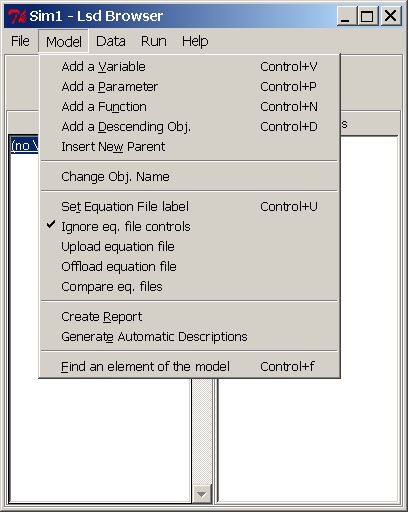 Sim1 - Lsd Browser
File Model Data Run Help
Add a Variable Control+V
Add a Parameter Control+P
Add a Function Control+N
Add a Descending Obj. Control+D
Insert New Parent
Change Obj. Name
Set Equation File label Control+U
Ignore eq. file controls
Upload equation file
Offload equation file
Compare eq. files
Create Report
Generate Automatic Descriptions
Find an element of the model Control+f
(no